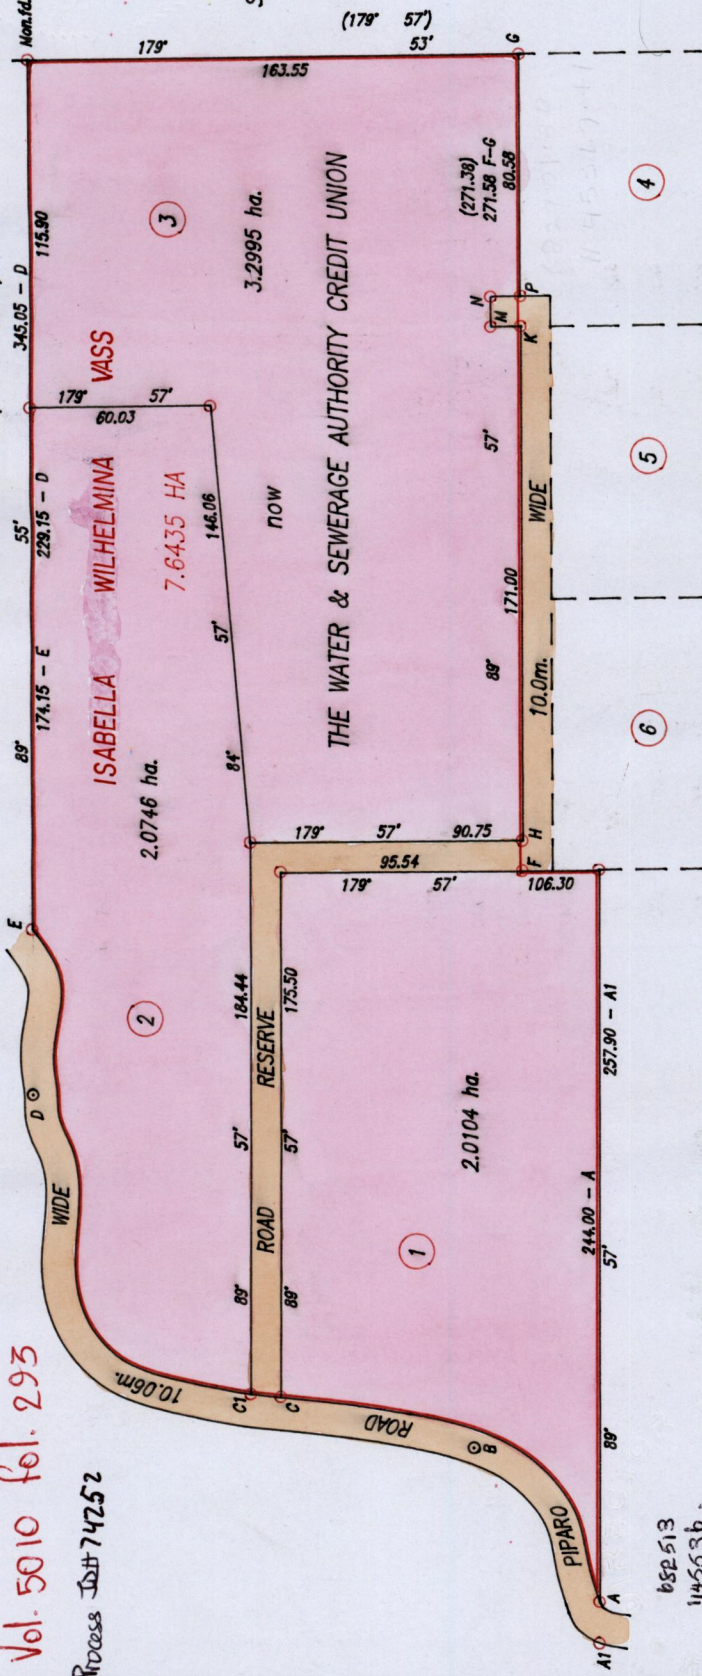 Vol. 5010 fol. 293
Process ID# 74252
Mon.fd.
345.05 - D
115.90
55'
229.15 - D
89°
174.15 - E
E
179°
163.55
53'
(179° 57')
G
3
3.2995 ha.
179° 57'
60.03
ISABELLA WILHELMINA VASS
7.6435 HA
2.0746 ha.
146.06
57'
84°
now
THE WATER & SEWERAGE AUTHORITY CREDIT UNION
(271.38)
271.58 F-G
80.58
N
M
P
K
57'
171.00
89°
10.0m. WIDE
4
5
6
179° 57' 90.75
H
95.54
179° 57'
F
106.30
2
D
WIDE
10.06m.
184.44
57'
89°
C1
ROAD RESERVE
175.50
57'
89°
C
2.0104 ha.
1
ROAD
B
PIPARO
257.90 - A1
244.00 - A
57'
89°
A
A1
682513